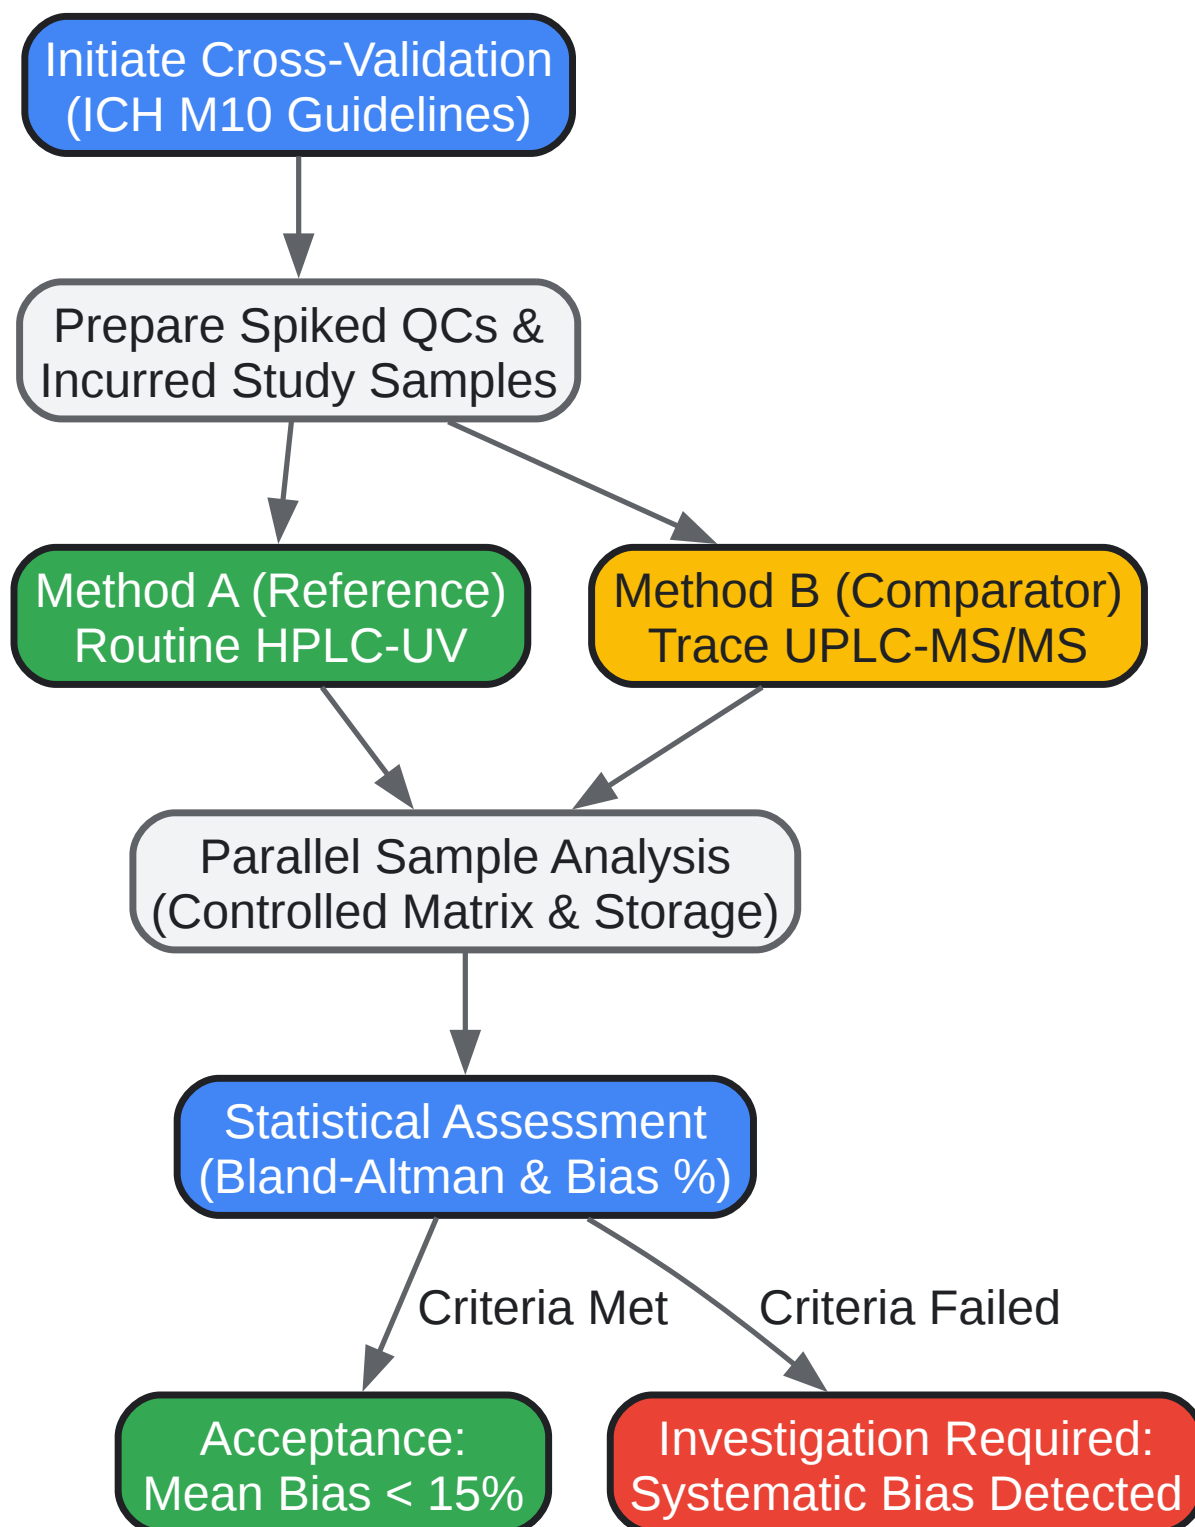 Initiate Cross-Validation
(ICH M10 Guidelines)
Prepare Spiked QCs &
Incurred Study Samples
Method A (Reference)
Routine HPLC-UV
Method B (Comparator)
Trace UPLC-MS/MS
Parallel Sample Analysis
(Controlled Matrix & Storage)
Statistical Assessment
(Bland-Altman & Bias %)
Criteria Met
Criteria Failed
Acceptance:
Mean Bias < 15%
Investigation Required:
Systematic Bias Detected